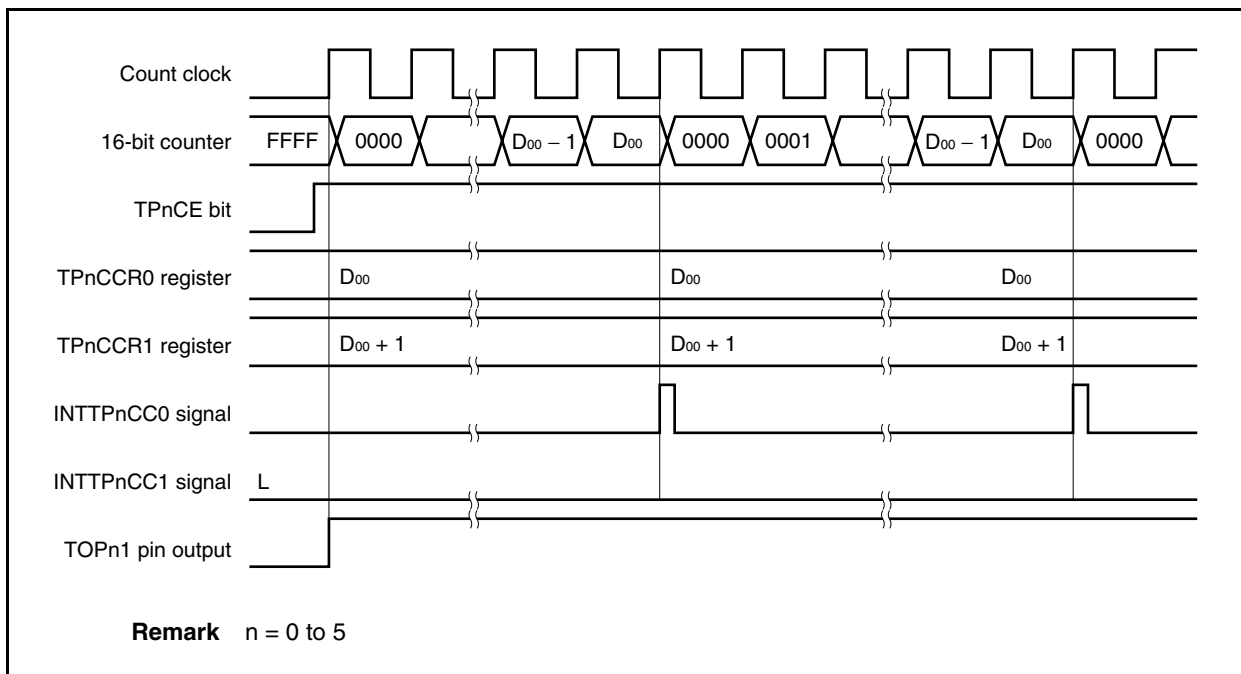 Count clock
16-bit counter FFFF 0000 D00 − 1 D00 0000 0001 D00 − 1 D00 0000
TPnCE bit
TPnCCR0 register D00 D00 D00
TPnCCR1 register D00 + 1 D00 + 1 D00 + 1
INTTPnCC0 signal
INTTPnCC1 signal L
TOPn1 pin output
Remark n = 0 to 5